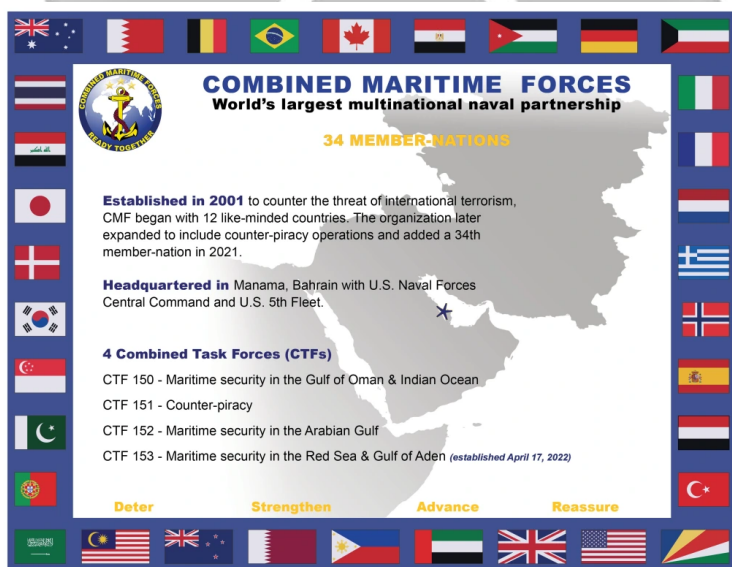 COMBINED MARITIME FORCES
READY TOGETHER
COMBINED MARITIME FORCES
World's largest multinational naval partnership
34 MEMBER-NATIONS
Established in 2001 to counter the threat of international terrorism,
CMF began with 12 like-minded countries. The organization later
expanded to include counter-piracy operations and added a 34th
member-nation in 2021.
Headquartered in Manama, Bahrain with U.S. Naval Forces
Central Command and U.S. 5th Fleet.
4 Combined Task Forces (CTFs)
CTF 150 - Maritime security in the Gulf of Oman & Indian Ocean
CTF 151 - Counter-piracy
CTF 152 - Maritime security in the Arabian Gulf
CTF 153 - Maritime security in the Red Sea & Gulf of Aden (established April 17, 2022)
Deter Strengthen Advance Reassure